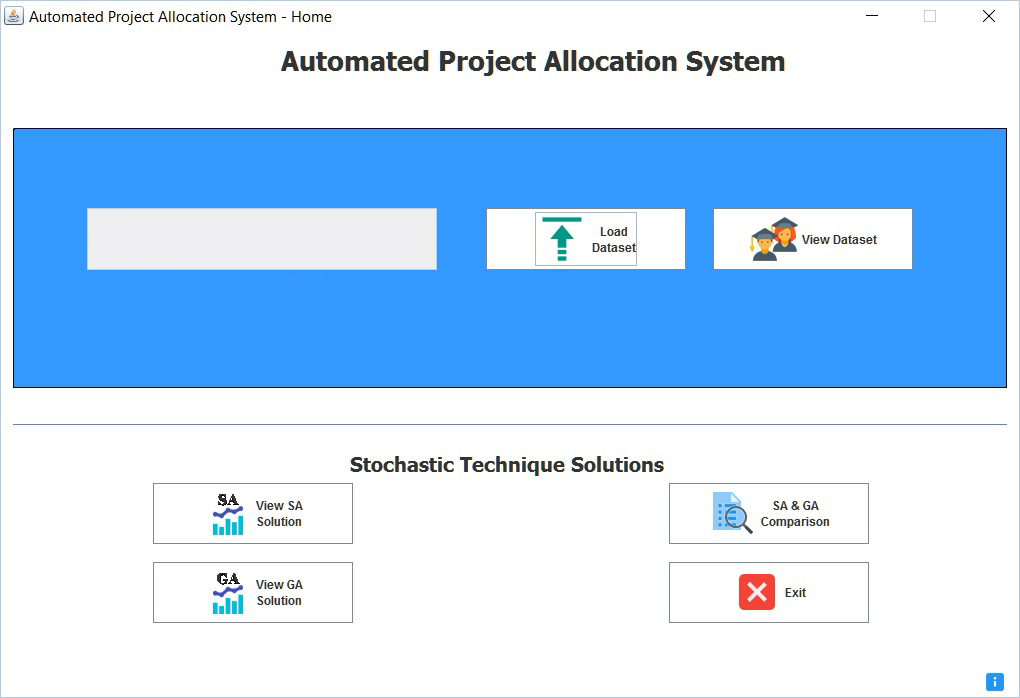 Automated Project Allocation System - Home
Automated Project Allocation System
Load
Dataset
View Dataset
Stochastic Technique Solutions
SA
View SA
Solution
SA & GA
Comparison
GA
View GA
Solution
Exit
i